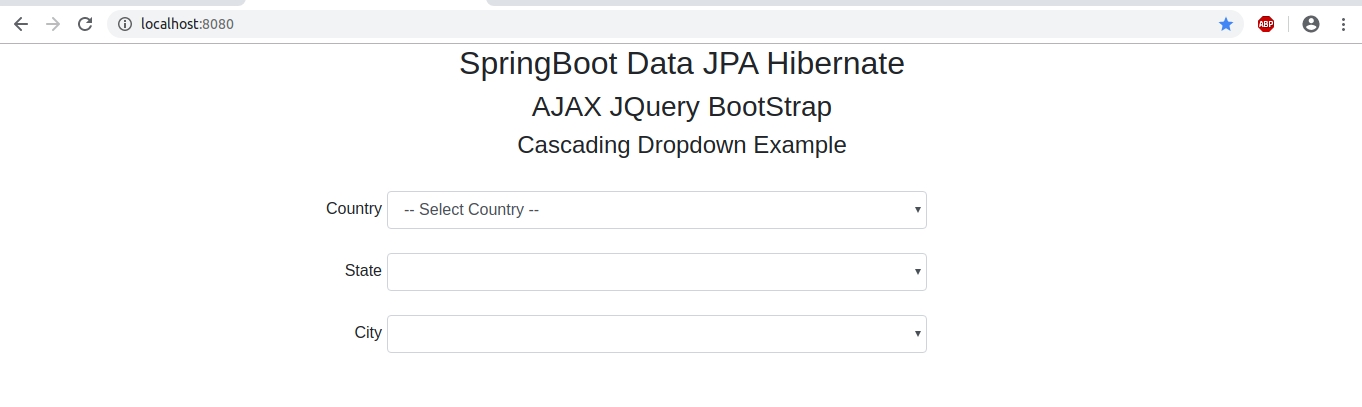 localhost:8080
ABP
SpringBoot Data JPA Hibernate
AJAX JQuery BootStrap
Cascading Dropdown Example
Country -- Select Country --
State
City